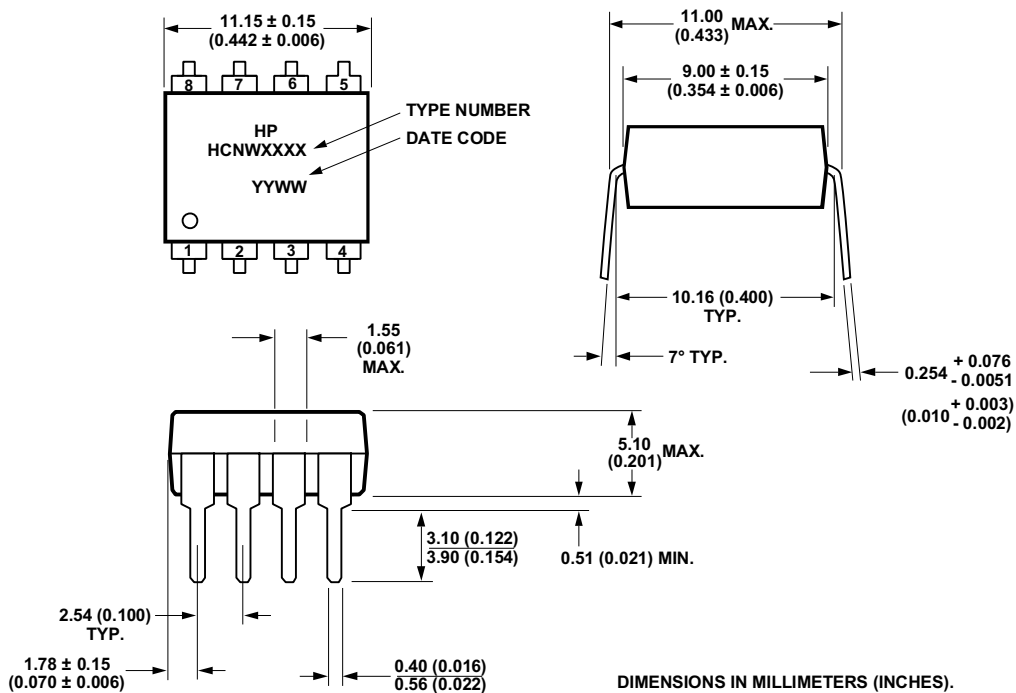 11.15 ± 0.15
(0.442 ± 0.006)
8 7 6 5
HP
HCNWXXXX
YYWW
1 2 3 4
TYPE NUMBER
DATE CODE
11.00
(0.433) MAX.
9.00 ± 0.15
(0.354 ± 0.006)
10.16 (0.400)
TYP.
7° TYP.
0.254 + 0.076
- 0.0051
(0.010 + 0.003)
- 0.002)
1.55
(0.061)
MAX.
5.10
(0.201) MAX.
3.10 (0.122)
3.90 (0.154)
0.51 (0.021) MIN.
2.54 (0.100)
TYP.
1.78 ± 0.15
(0.070 ± 0.006)
0.40 (0.016)
0.56 (0.022)
DIMENSIONS IN MILLIMETERS (INCHES).